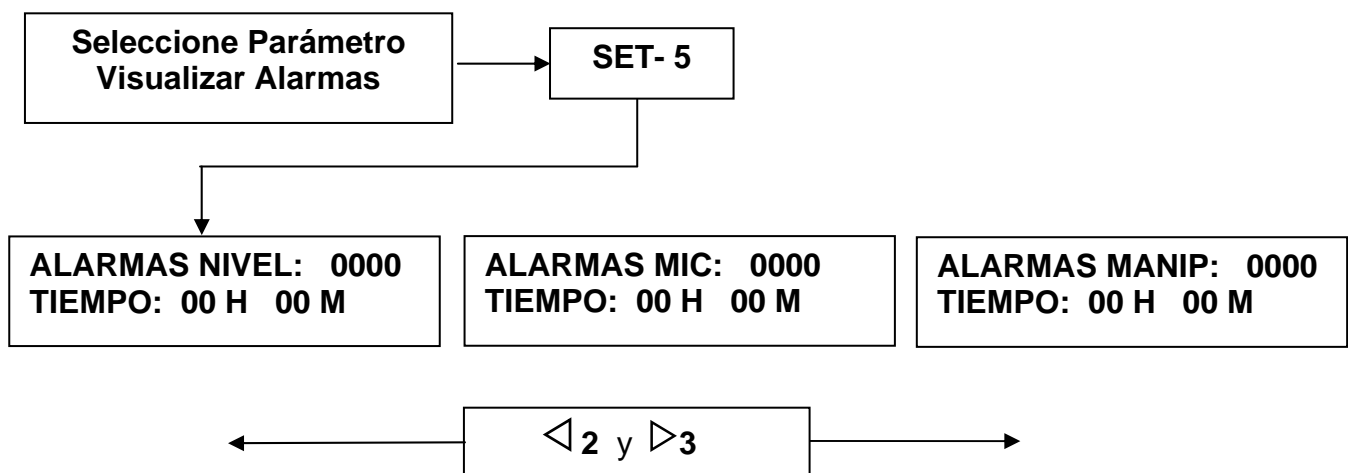 Seleccione Parámetro
Visualizar Alarmas
SET- 5
ALARMAS NIVEL: 0000
TIEMPO: 00 H 00 M
ALARMAS MIC: 0000
TIEMPO: 00 H 00 M
ALARMAS MANIP: 0000
TIEMPO: 00 H 00 M
◁ 2 y ▷ 3